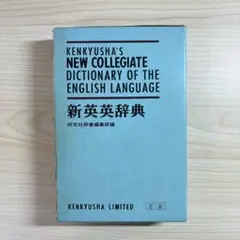 KENKYUSHA'S
NEW COLLEGIATE
DICTIONARY OF THE
ENGLISH LANGUAGE
新英英辞典
研究社辞書編集部編
KENKYUSHA LIMITED